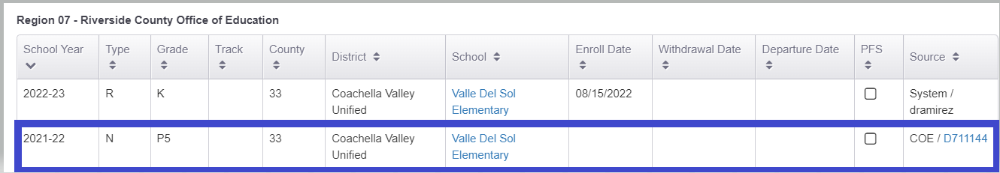 Region 07 - Riverside County Office of Education
School Year Type Grade Track County District School Enroll Date Withdrawal Date Departure Date PFS Source
2022-23 R K 33 Coachella Valley Valle Del Sol 08/15/2022 System /
Unified Elementary dramirez
2021-22 N P5 33 Coachella Valley Valle Del Sol COE / D711144
Unified Elementary